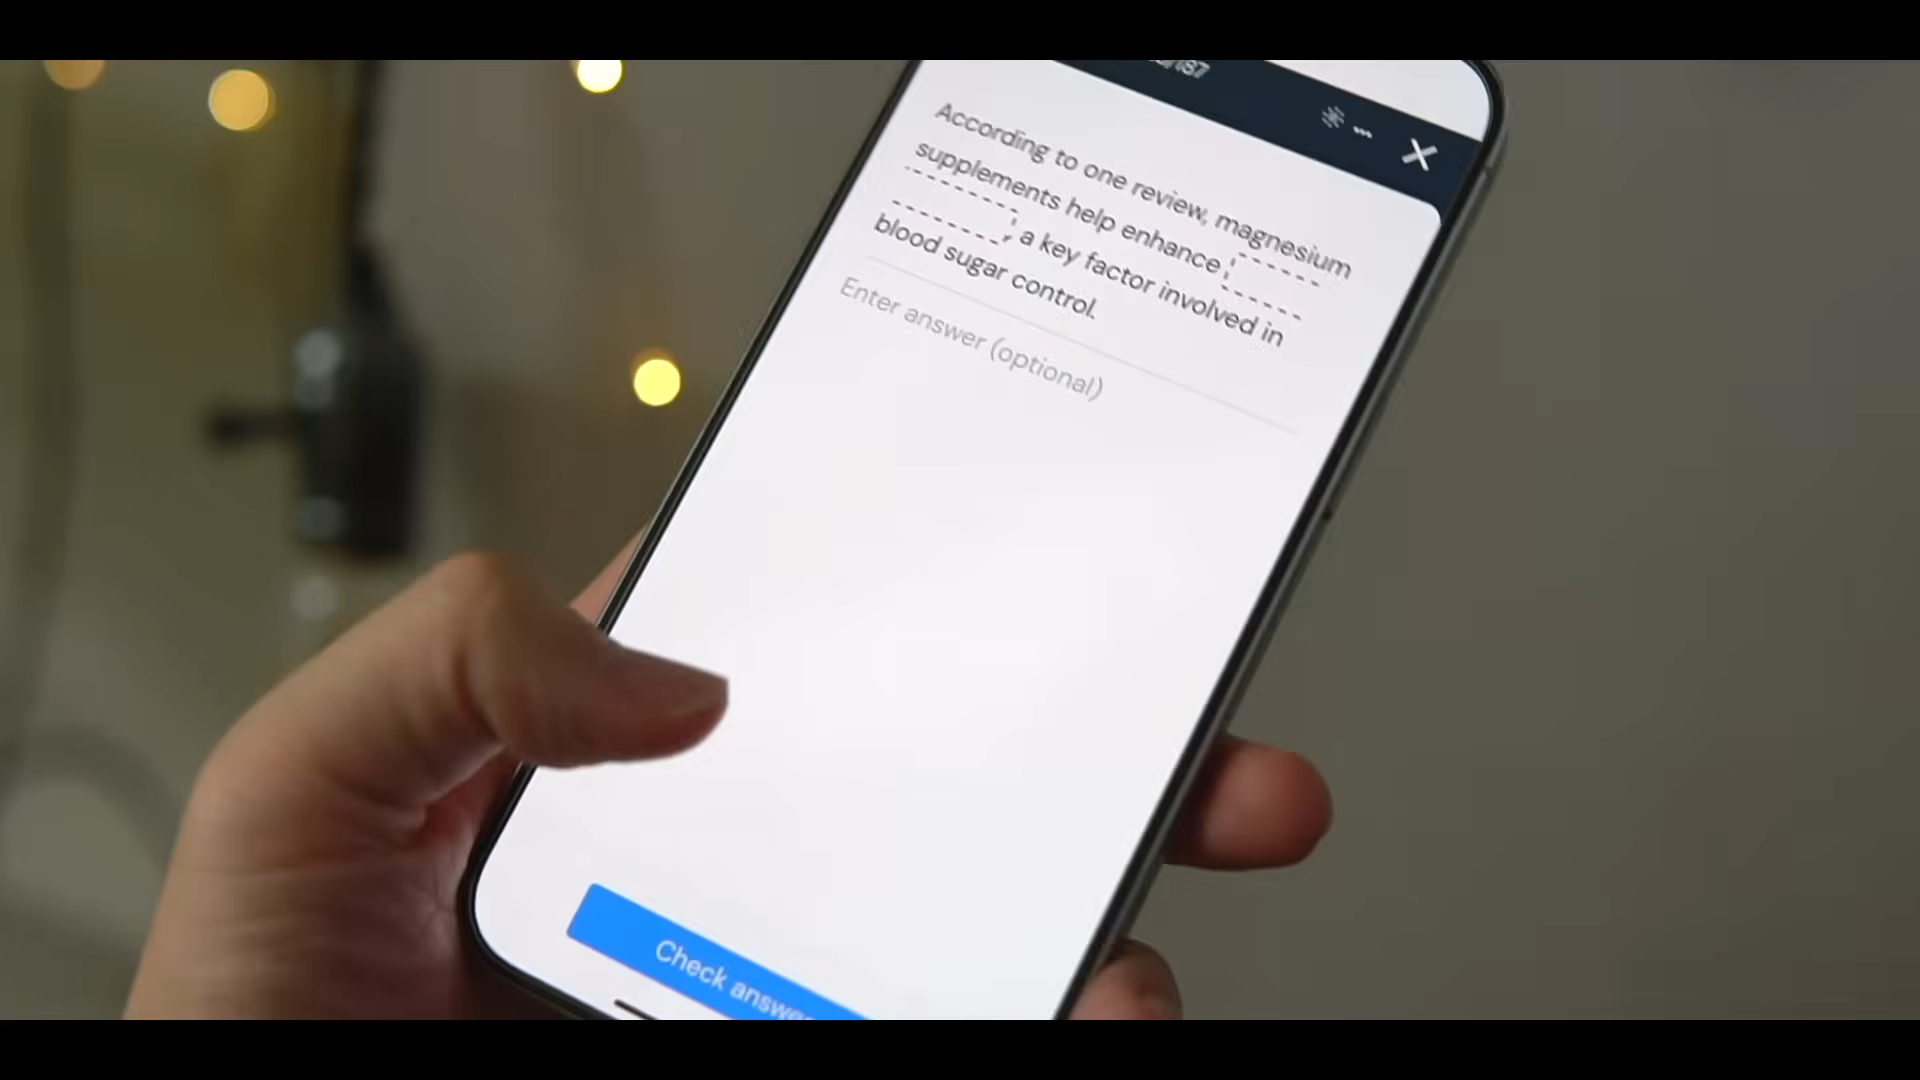 /187
According to one review, magnesium
supplements help enhance
, a key factor involved in
blood sugar control.
Enter answer (optional)
Check answer